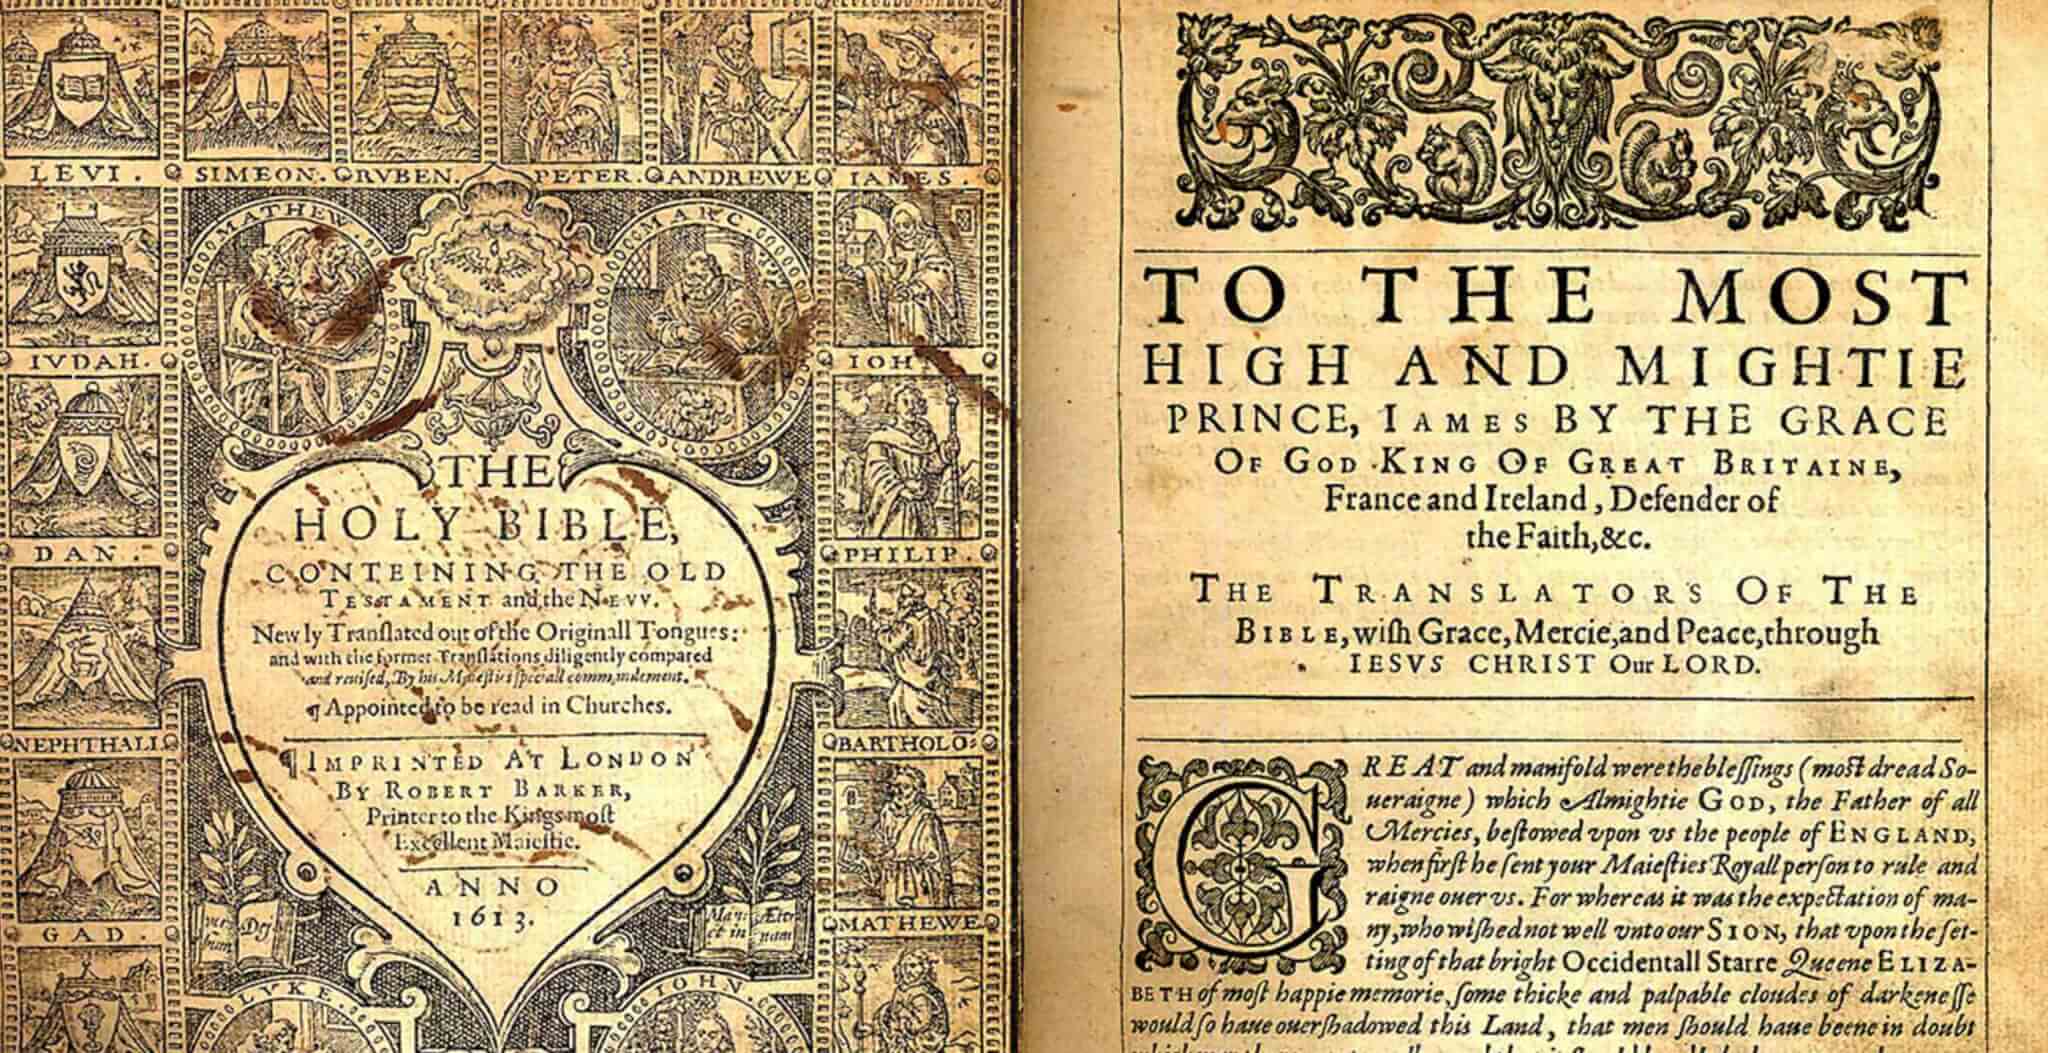 LEVI.
SIMEON.
RVBEN.
PETER.
ANDREWE
IAMES.
MATHEW
MARC.
IVDAH.
IOH
DAN.
PHILIP.
NEPHTHALI.
BARTHOLO:
GAD.
MATHEWE
THE
HOLY BIBLE,
CONTEINING THE OLD
TESTAMENT and the NEVV.
Newly Tranſlated out of the Originall Tongues:
and with the former Tranſlations diligently compared
and reuiſed, By his Maieſties ſpeciall commandement.
¶ Appointed to be read in Churches.
¶ IMPRINTED AT LONDON
BY ROBERT BARKER,
Printer to the Kings moſt
Excellent Maieſtie.
ANNO
1613.
LVKE.
IOHN.
TO THE MOST
HIGH AND MIGHTIE
PRINCE, IAMES BY THE GRACE
OF GOD KING OF GREAT BRITAINE,
France and Ireland, Defender of
the Faith, &c.
THE TRANSLATORS OF THE
BIBLE, wiſh Grace, Mercie, and Peace, through
IESVS CHRIST Our LORD.
GREAT and manifold were the bleſſings (moſt dread So-
ueraigne) which Almightie GOD, the Father of all
Mercies, beſtowed vpon vs the people of ENGLAND,
when firſt he ſent your Maieſties Royall perſon to rule and
raigne ouer vs. For whereas it was the expectation of ma-
ny, who wiſhed not well vnto our SION, that vpon the ſet-
ting of that bright Occidentall Starre Queene ELIZA-
BETH of moſt happie memorie, ſome thicke and palpable cloudes of darkeneſſe
would ſo haue ouerſhadowed this Land, that men ſhould haue beene in doubt